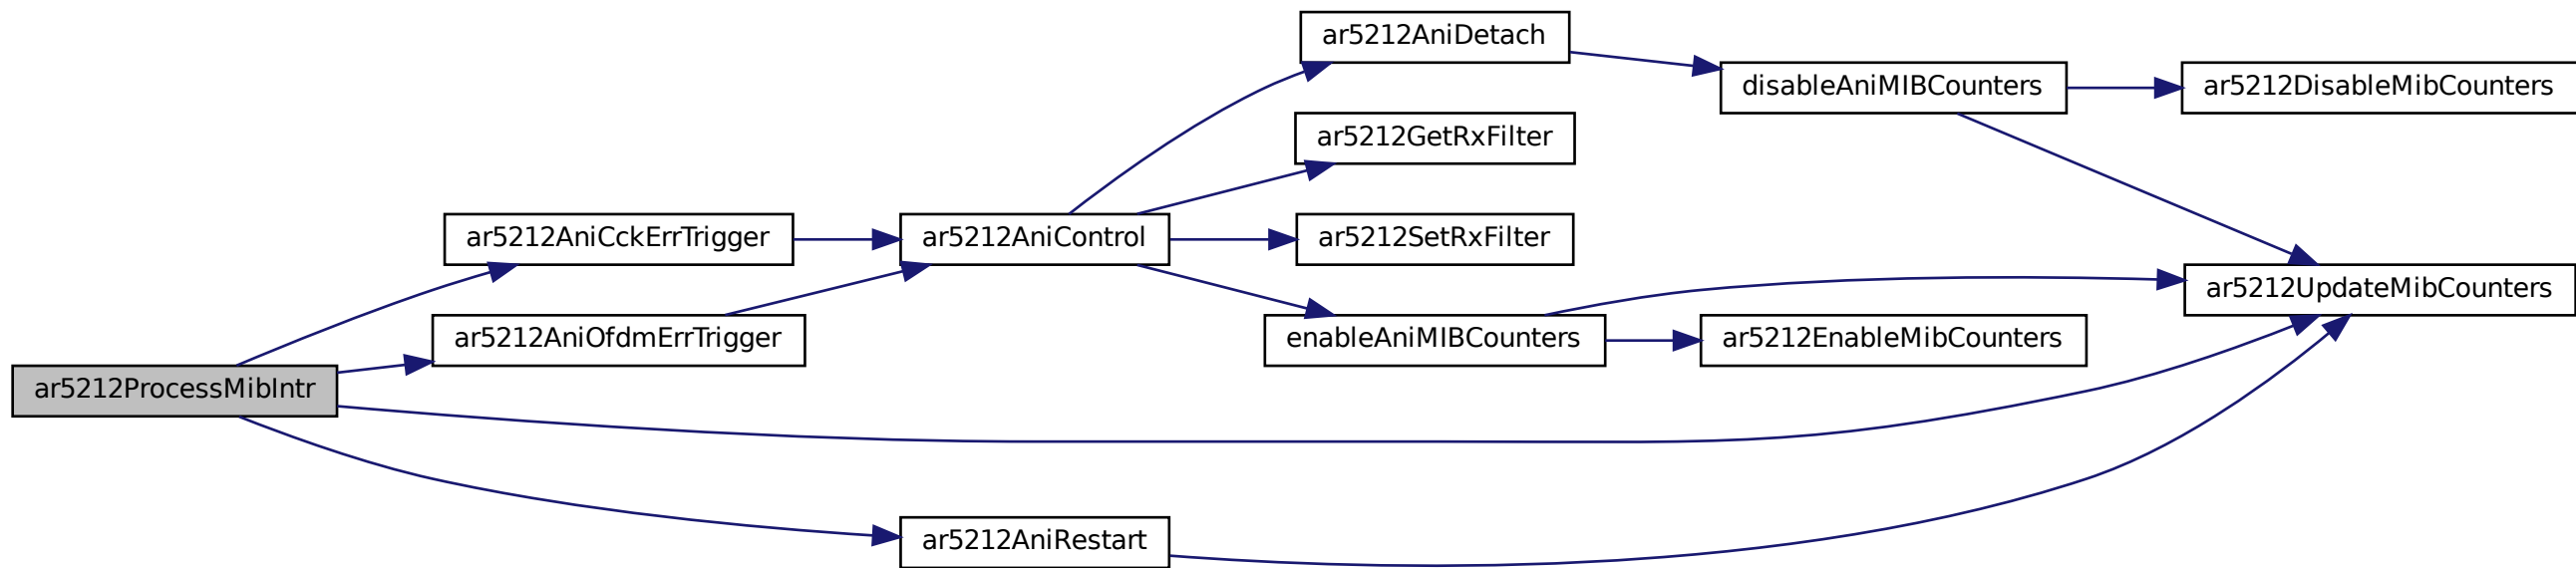 ar5212AniDetach
disableAniMIBCounters
ar5212DisableMibCounters
ar5212GetRxFilter
ar5212AniCckErrTrigger
ar5212AniControl
ar5212SetRxFilter
ar5212UpdateMibCounters
ar5212AniOfdmErrTrigger
enableAniMIBCounters
ar5212EnableMibCounters
ar5212ProcessMibIntr
ar5212AniRestart